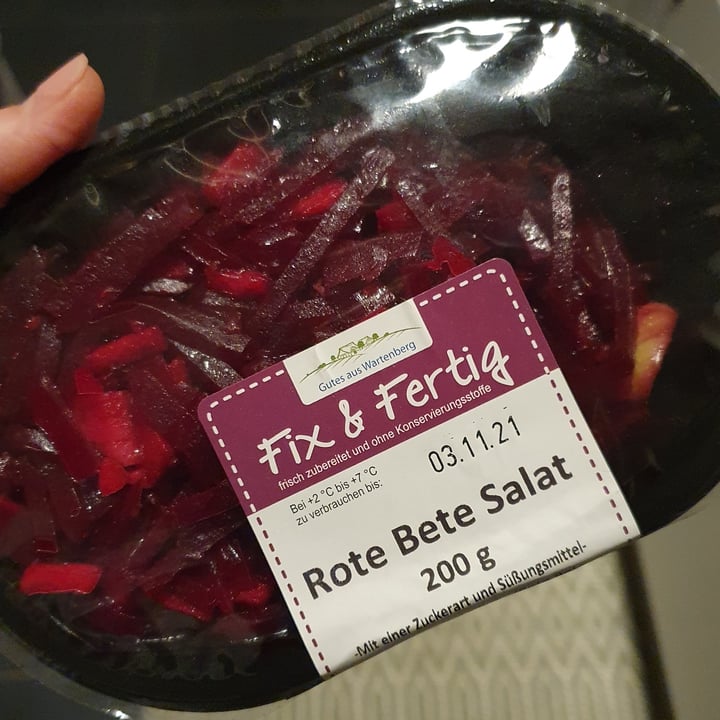 Gutes aus Wartenberg
Fix & Fertig
frisch zubereitet und ohne Konservierungsstoffe
Bei +2 °C bis +7 °C
zu verbrauchen bis:
03.11.21
Rote Bete Salat
200 g
-Mit einer Zuckerart und Süßungsmittel-